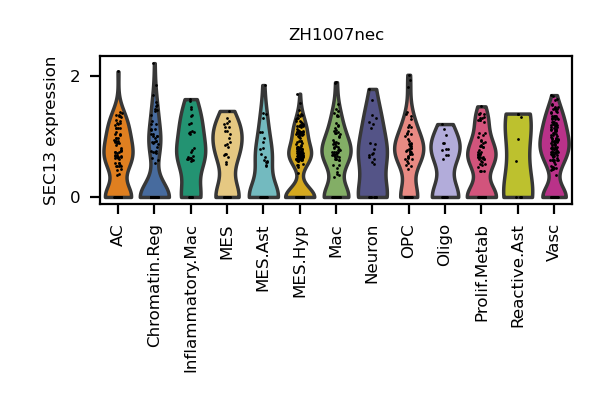 ZH1007nec
SEC13 expression
2
0
AC
Chromatin.Reg
Inflammatory.Mac
MES
MES.Ast
MES.Hyp
Mac
Neuron
OPC
Oligo
Prolif.Metab
Reactive.Ast
Vasc